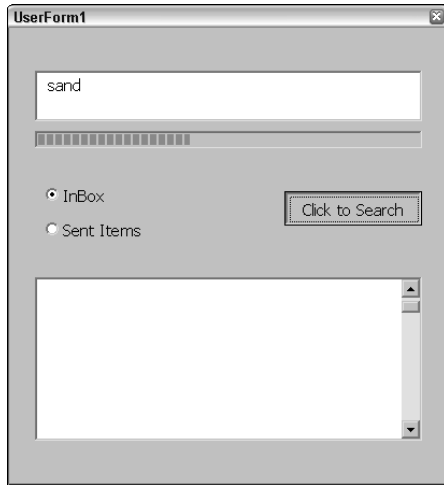 UserForm1
sand
InBox
Click to Search
Sent Items